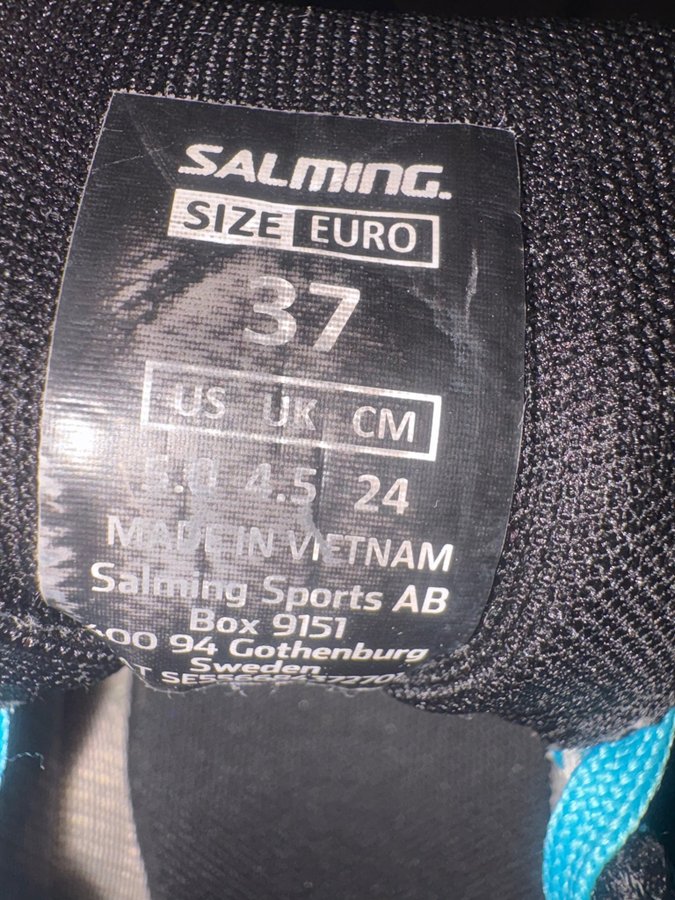 SALMING.
SIZE EURO
37
US UK CM
5.0 4.5 24
MADE IN VIETNAM
Salming Sports AB
Box 9151
400 94 Gothenburg
Sweden